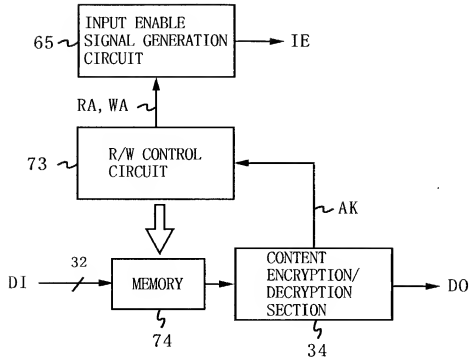 INPUT ENABLE
SIGNAL GENERATION
CIRCUIT
65
IE
RA, WA
R/W CONTROL
CIRCUIT
73
AK
DI
32
MEMORY
74
CONTENT
ENCRYPTION/
DECRYPTION
SECTION
34
DO